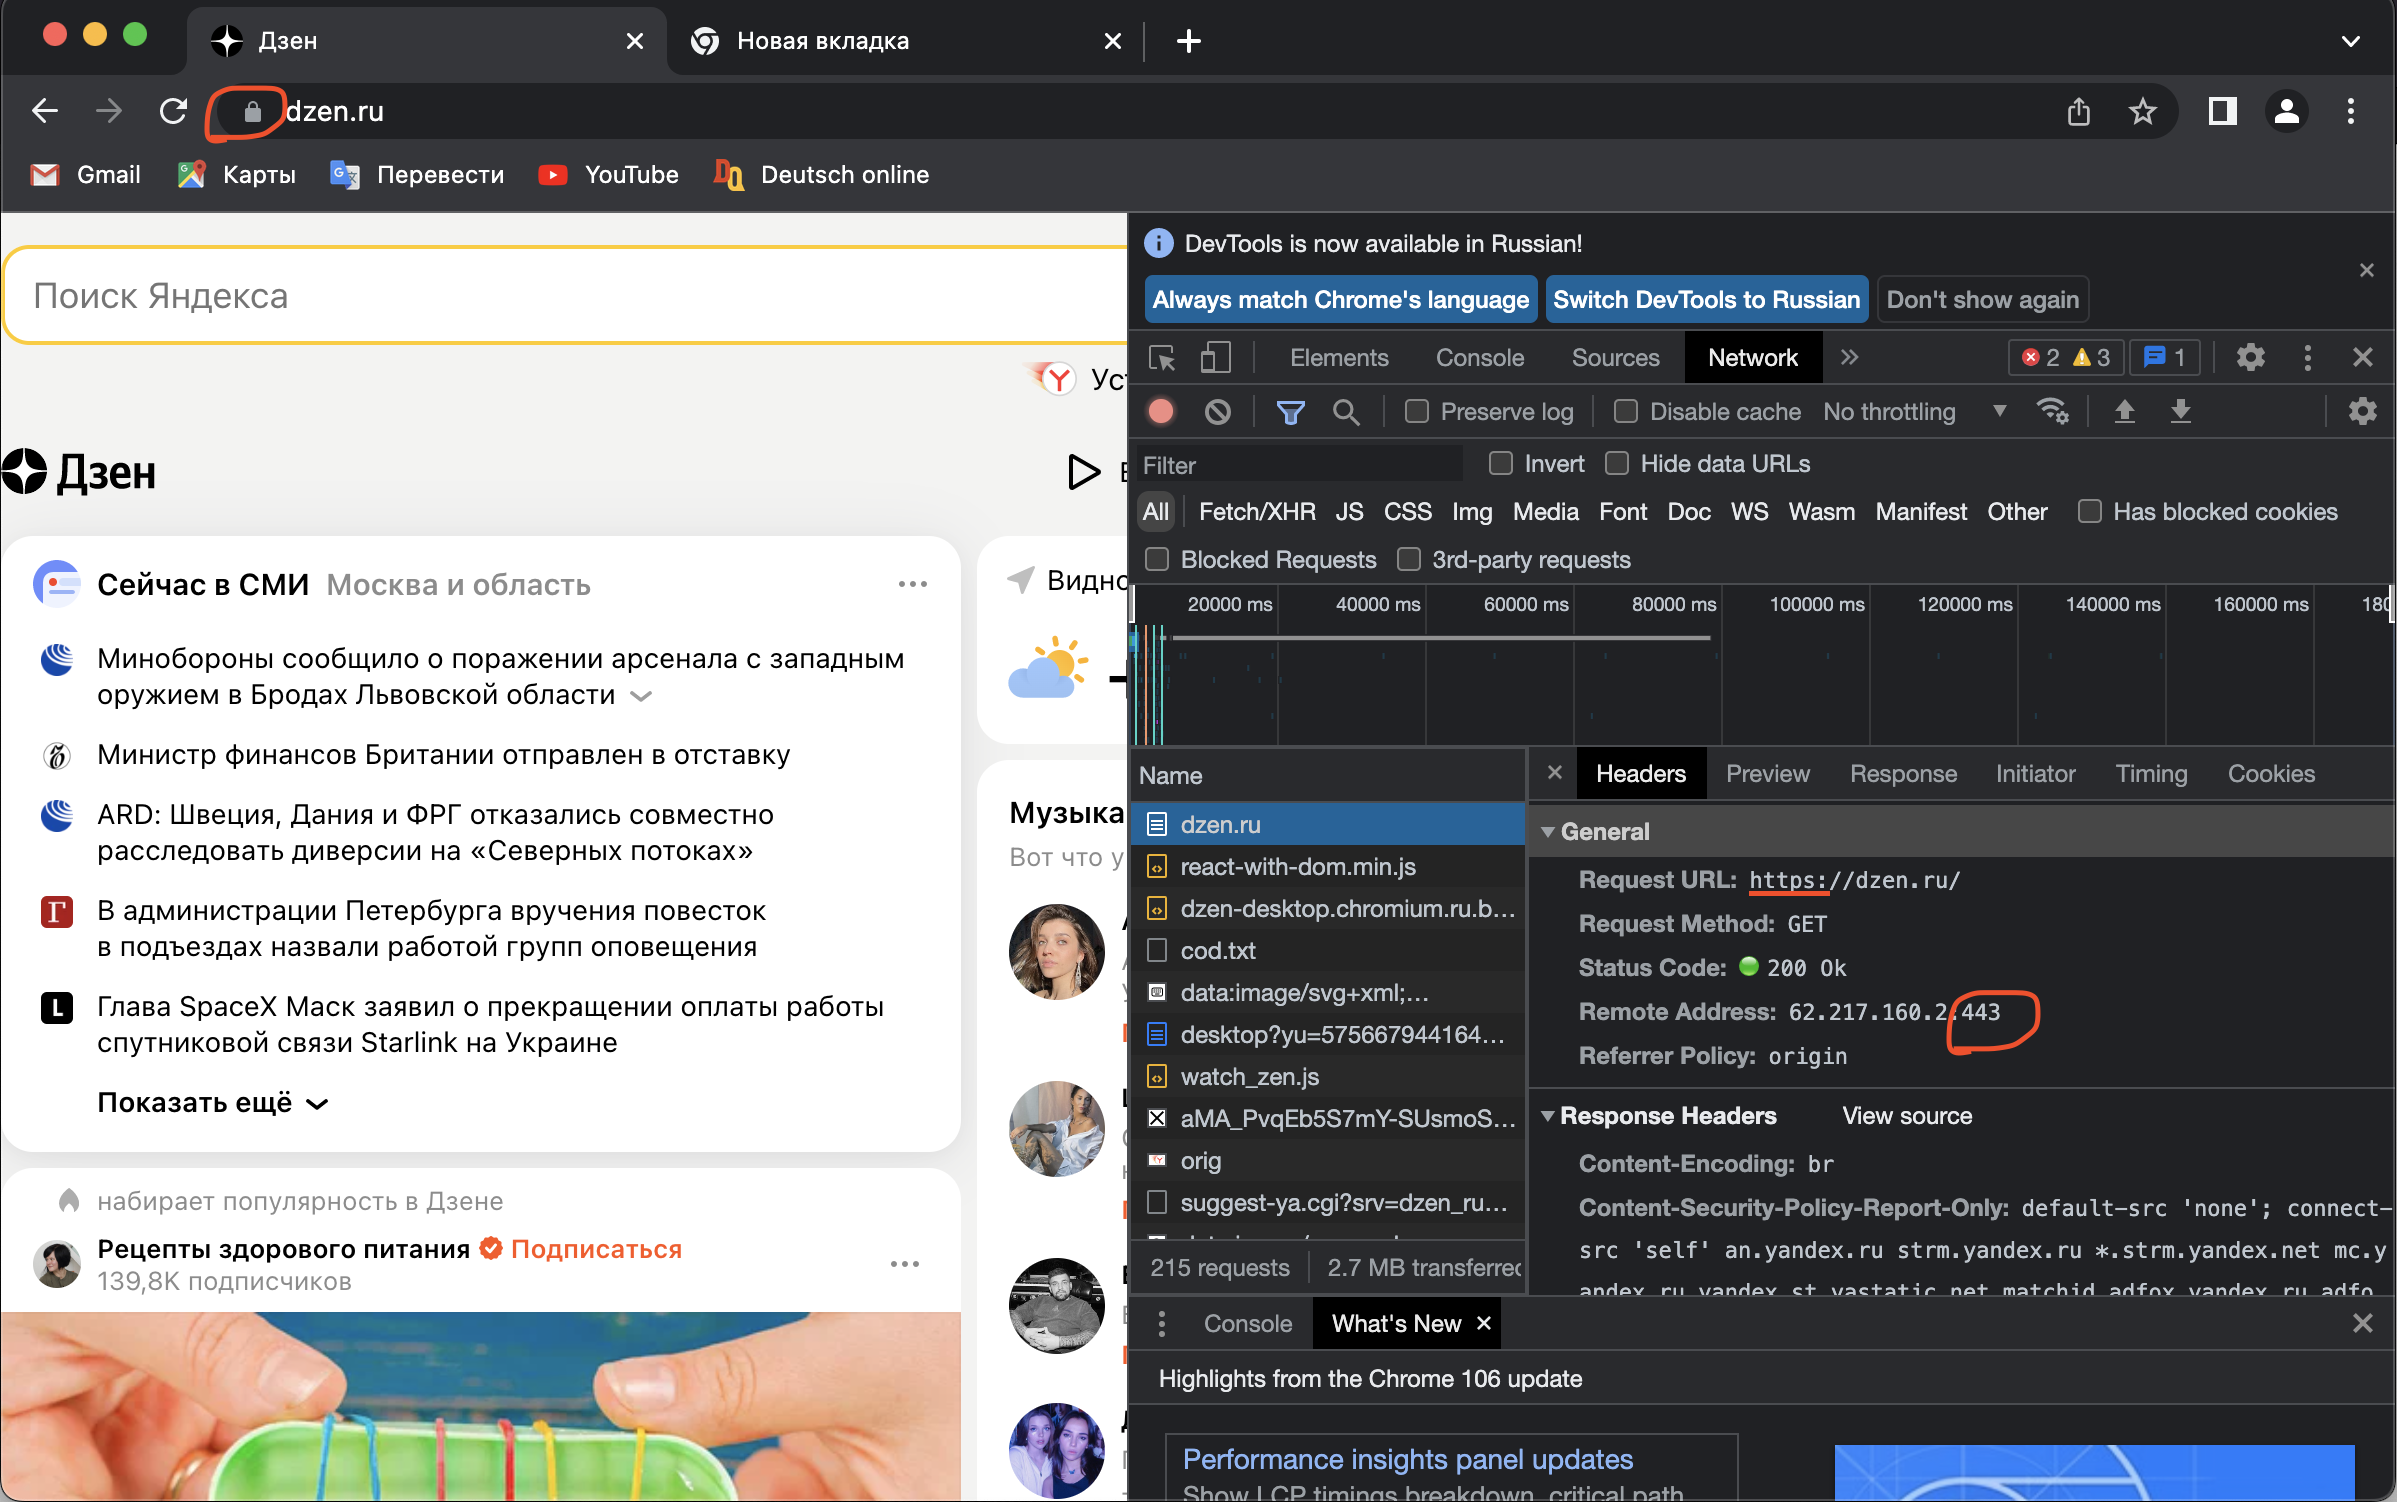 Дзен
Новая вкладка
dzen.ru
Gmail
Карты
Перевести
YouTube
Deutsch online
Поиск Яндекса
Дзен
Сейчас в СМИ Москва и область
Минобороны сообщило о поражении арсенала с западным
оружием в Бродах Львовской области
Министр финансов Британии отправлен в отставку
ARD: Швеция, Дания и ФРГ отказались совместно
расследовать диверсии на «Северных потоках»
В администрации Петербурга вручения повесток
в подъездах назвали работой групп оповещения
Глава SpaceX Маск заявил о прекращении оплаты работы
спутниковой связи Starlink на Украине
Показать ещё
набирает популярность в Дзене
Рецепты здорового питания Подписаться
139,8K подписчиков
Музыка
Вот что
DevTools is now available in Russian!
Always match Chrome's language
Switch DevTools to Russian
Don't show again
Elements
Console
Sources
Network
2
3
1
Preserve log
Disable cache
No throttling
Filter
Invert
Hide data URLs
All
Fetch/XHR
JS
CSS
Img
Media
Font
Doc
WS
Wasm
Manifest
Other
Has blocked cookies
Blocked Requests
3rd-party requests
20000 ms
40000 ms
60000 ms
80000 ms
100000 ms
120000 ms
140000 ms
160000 ms
Name
dzen.ru
react-with-dom.min.js
dzen-desktop.chromium.ru.b...
cod.txt
data:image/svg+xml;...
desktop?yu=575667944164...
watch_zen.js
aMA_PvqEb5S7mY-SUsmoS...
orig
suggest-ya.cgi?srv=dzen_ru...
215 requests
2.7 MB transferred
Headers
Preview
Response
Initiator
Timing
Cookies
General
Request URL: https://dzen.ru/
Request Method: GET
Status Code: 200 Ok
Remote Address: 62.217.160.2:443
Referrer Policy: origin
Response Headers
View source
Content-Encoding: br
Content-Security-Policy-Report-Only: default-src 'none'; connect-
src 'self' an.yandex.ru strm.yandex.ru *.strm.yandex.net mc.y
andex.ru yandex.st yastatic.net matchid.adfox.yandex.ru adfo
Console
What's New
Highlights from the Chrome 106 update
Performance insights panel updates
Show LCP timings breakdown, critical path